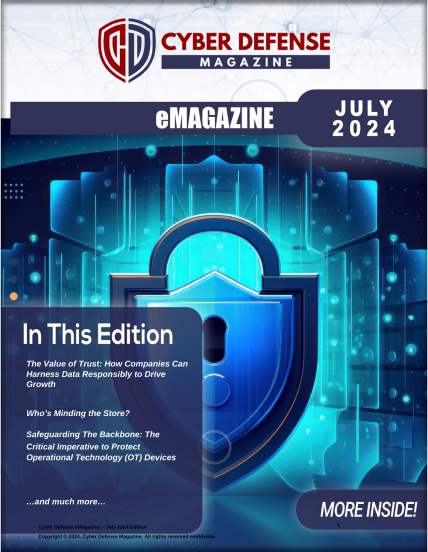 CD
CYBER DEFENSE
MAGAZINE
eMAGAZINE
JULY
2024
In This Edition
The Value of Trust: How Companies Can
Harness Data Responsibly to Drive
Growth
Who's Minding the Store?
Safeguarding The Backbone: The
Critical Imperative to Protect
Operational Technology (OT) Devices
…and much more…
MORE INSIDE!
Cyber Defense eMagazine – July 2024 Edition
Copyright © 2024, Cyber Defense Magazine. All rights reserved worldwide.